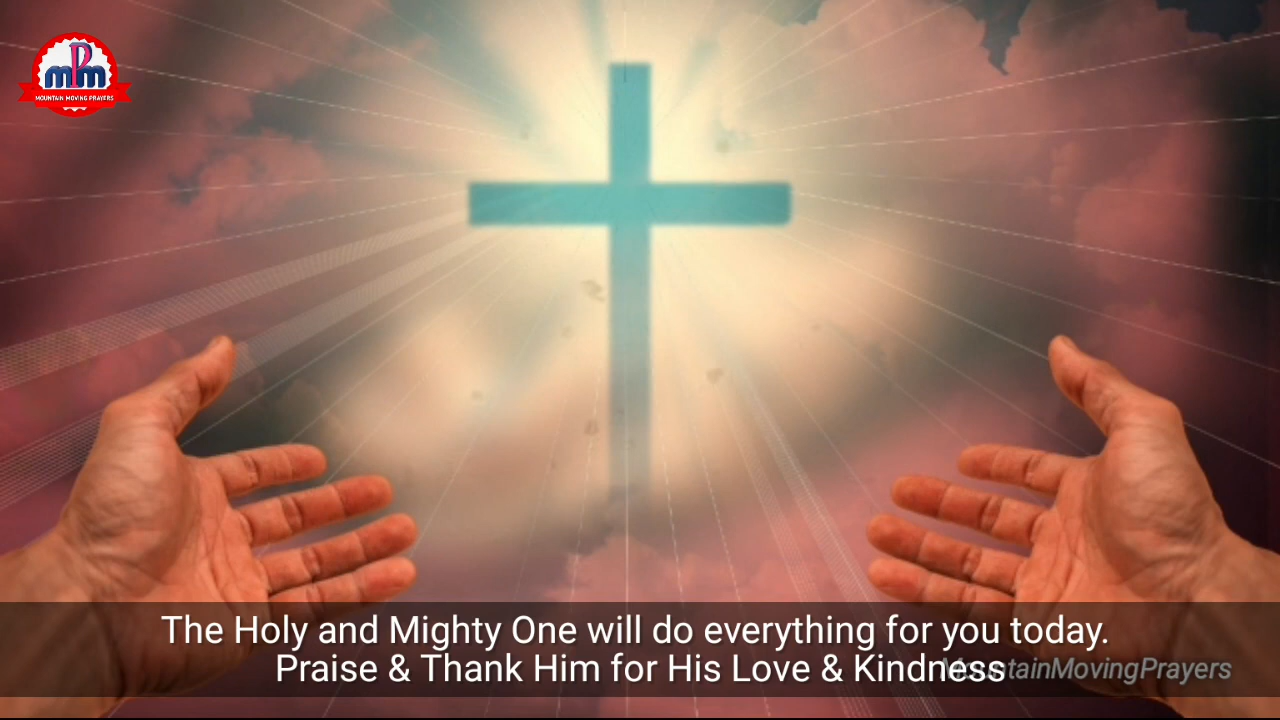 mPm
MOUNTAIN MOVING PRAYERS
The Holy and Mighty One will do everything for you today.
Praise & Thank Him for His Love & Kindness
MountainMovingPrayers